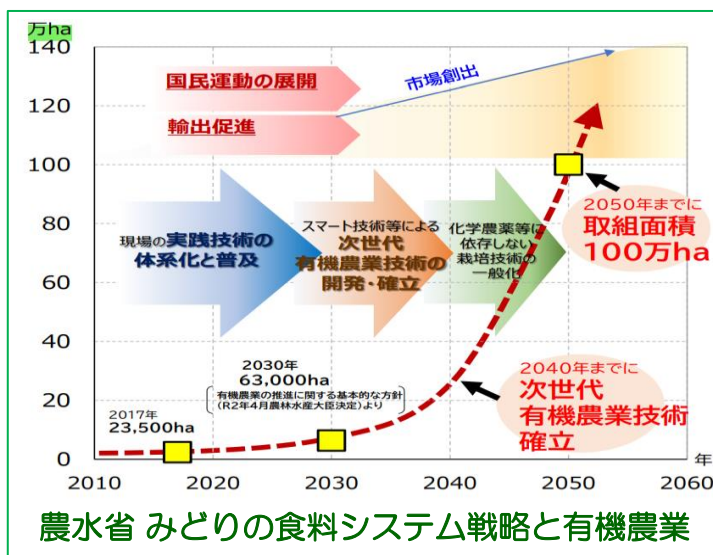 万ha
140
120
100
80
60
40
20
0
国民運動の展開
輸出促進
市場創出
現場の実践技術の
体系化と普及
スマート技術等による
次世代
有機農業技術の
開発・確立
化学農薬等に
依存しない
栽培技術の
一般化
2050年までに
取組面積
100万ha
2030年
63,000ha
有機農業の推進に関する基本的な方針
(R2年4月農林水産大臣決定)より
2017年
23,500ha
2040年までに
次世代
有機農業技術
確立
年
2010 2020 2030 2040 2050 2060
農水省 みどりの食料システム戦略と有機農業